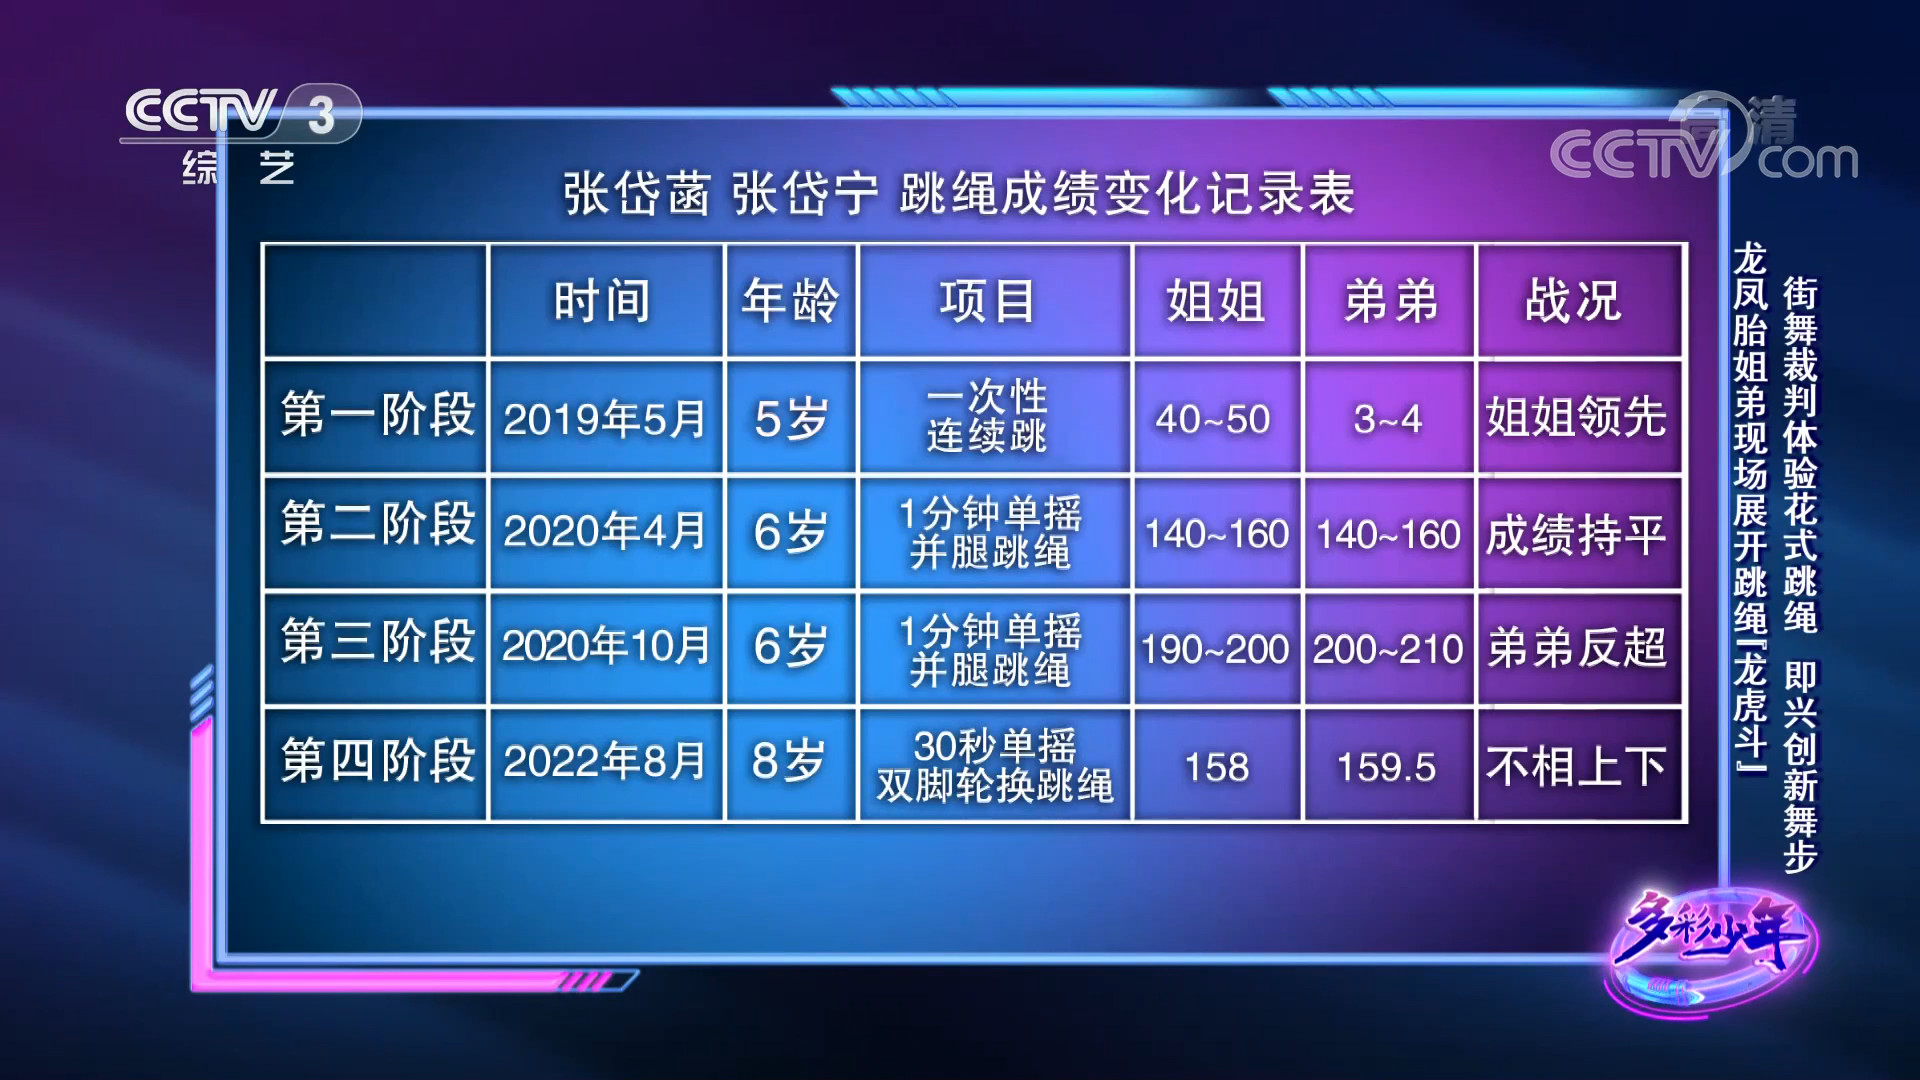 CCTV 3
综艺
高清
CCTV com
张岱菡 张岱宁 跳绳成绩变化记录表
时间 年龄 项目 姐姐 弟弟 战况
第一阶段 2019年5月 5岁 一次性 连续跳 40~50 3~4 姐姐领先
第二阶段 2020年4月 6岁 1分钟单摇 并腿跳绳 140~160 140~160 成绩持平
第三阶段 2020年10月 6岁 1分钟单摇 并腿跳绳 190~200 200~210 弟弟反超
第四阶段 2022年8月 8岁 30秒单摇 双脚轮换跳绳 158 159.5 不相上下
街舞裁判体验花式跳绳 即兴创新舞步
龙凤胎姐弟现场展开跳绳『龙虎斗』
多彩少年